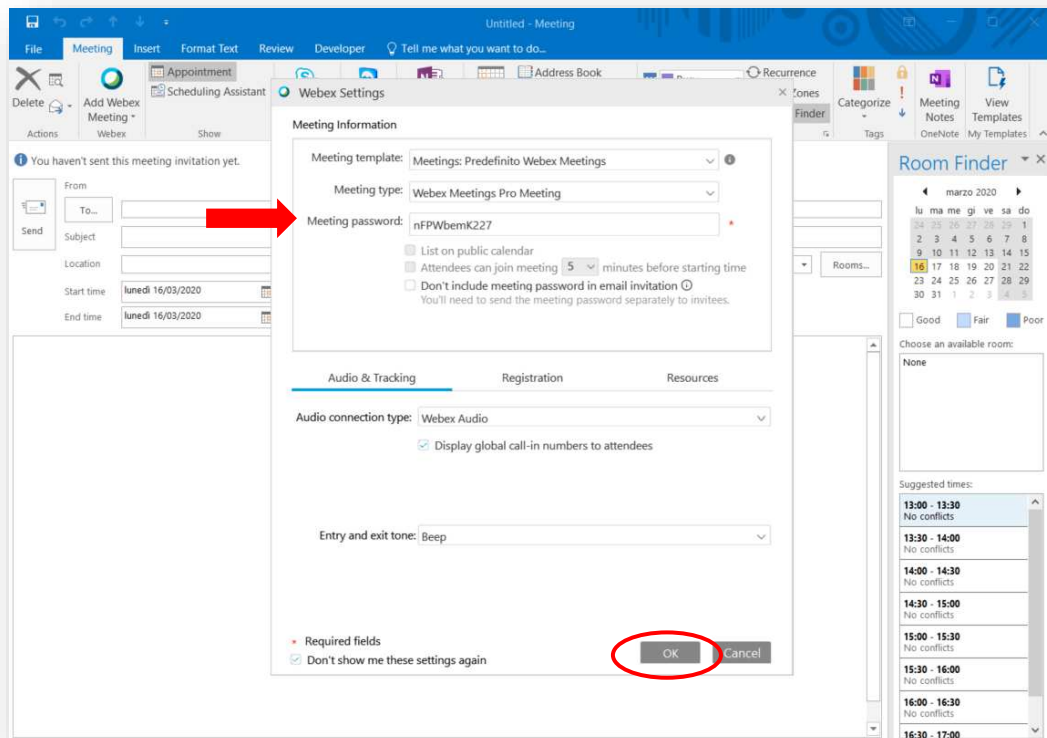 Untitled - Meeting
File Meeting Insert Format Text Review Developer Tell me what you want to do...
Delete
Actions
Add Webex
Meeting
Webex
Appointment
Scheduling Assistant
Show
Address Book
Recurrence
Zones
Finder
Categorize
Tags
Meeting
Notes
OneNote
View
Templates
My Templates
You haven't sent this meeting invitation yet.
Send
From
To...
Subject
Location
Rooms...
Start time lunedì 16/03/2020
End time lunedì 16/03/2020
Webex Settings
Meeting Information
Meeting template: Meetings: Predefinito Webex Meetings
Meeting type: Webex Meetings Pro Meeting
Meeting password: nFPWbemK227 *
List on public calendar
Attendees can join meeting 5 minutes before starting time
Don't include meeting password in email invitation
You'll need to send the meeting password separately to invitees.
Audio & Tracking Registration Resources
Audio connection type: Webex Audio
Display global call-in numbers to attendees
Entry and exit tone: Beep
* Required fields
Don't show me these settings again
OK Cancel
Room Finder
marzo 2020
lu ma me gi ve sa do
24 25 26 27 28 29 1
2 3 4 5 6 7 8
9 10 11 12 13 14 15
16 17 18 19 20 21 22
23 24 25 26 27 28 29
30 31 1 2 3 4 5
Good Fair Poor
Choose an available room:
None
Suggested times:
13:00 - 13:30
No conflicts
13:30 - 14:00
No conflicts
14:00 - 14:30
No conflicts
14:30 - 15:00
No conflicts
15:00 - 15:30
No conflicts
15:30 - 16:00
No conflicts
16:00 - 16:30
No conflicts
16:30 - 17:00